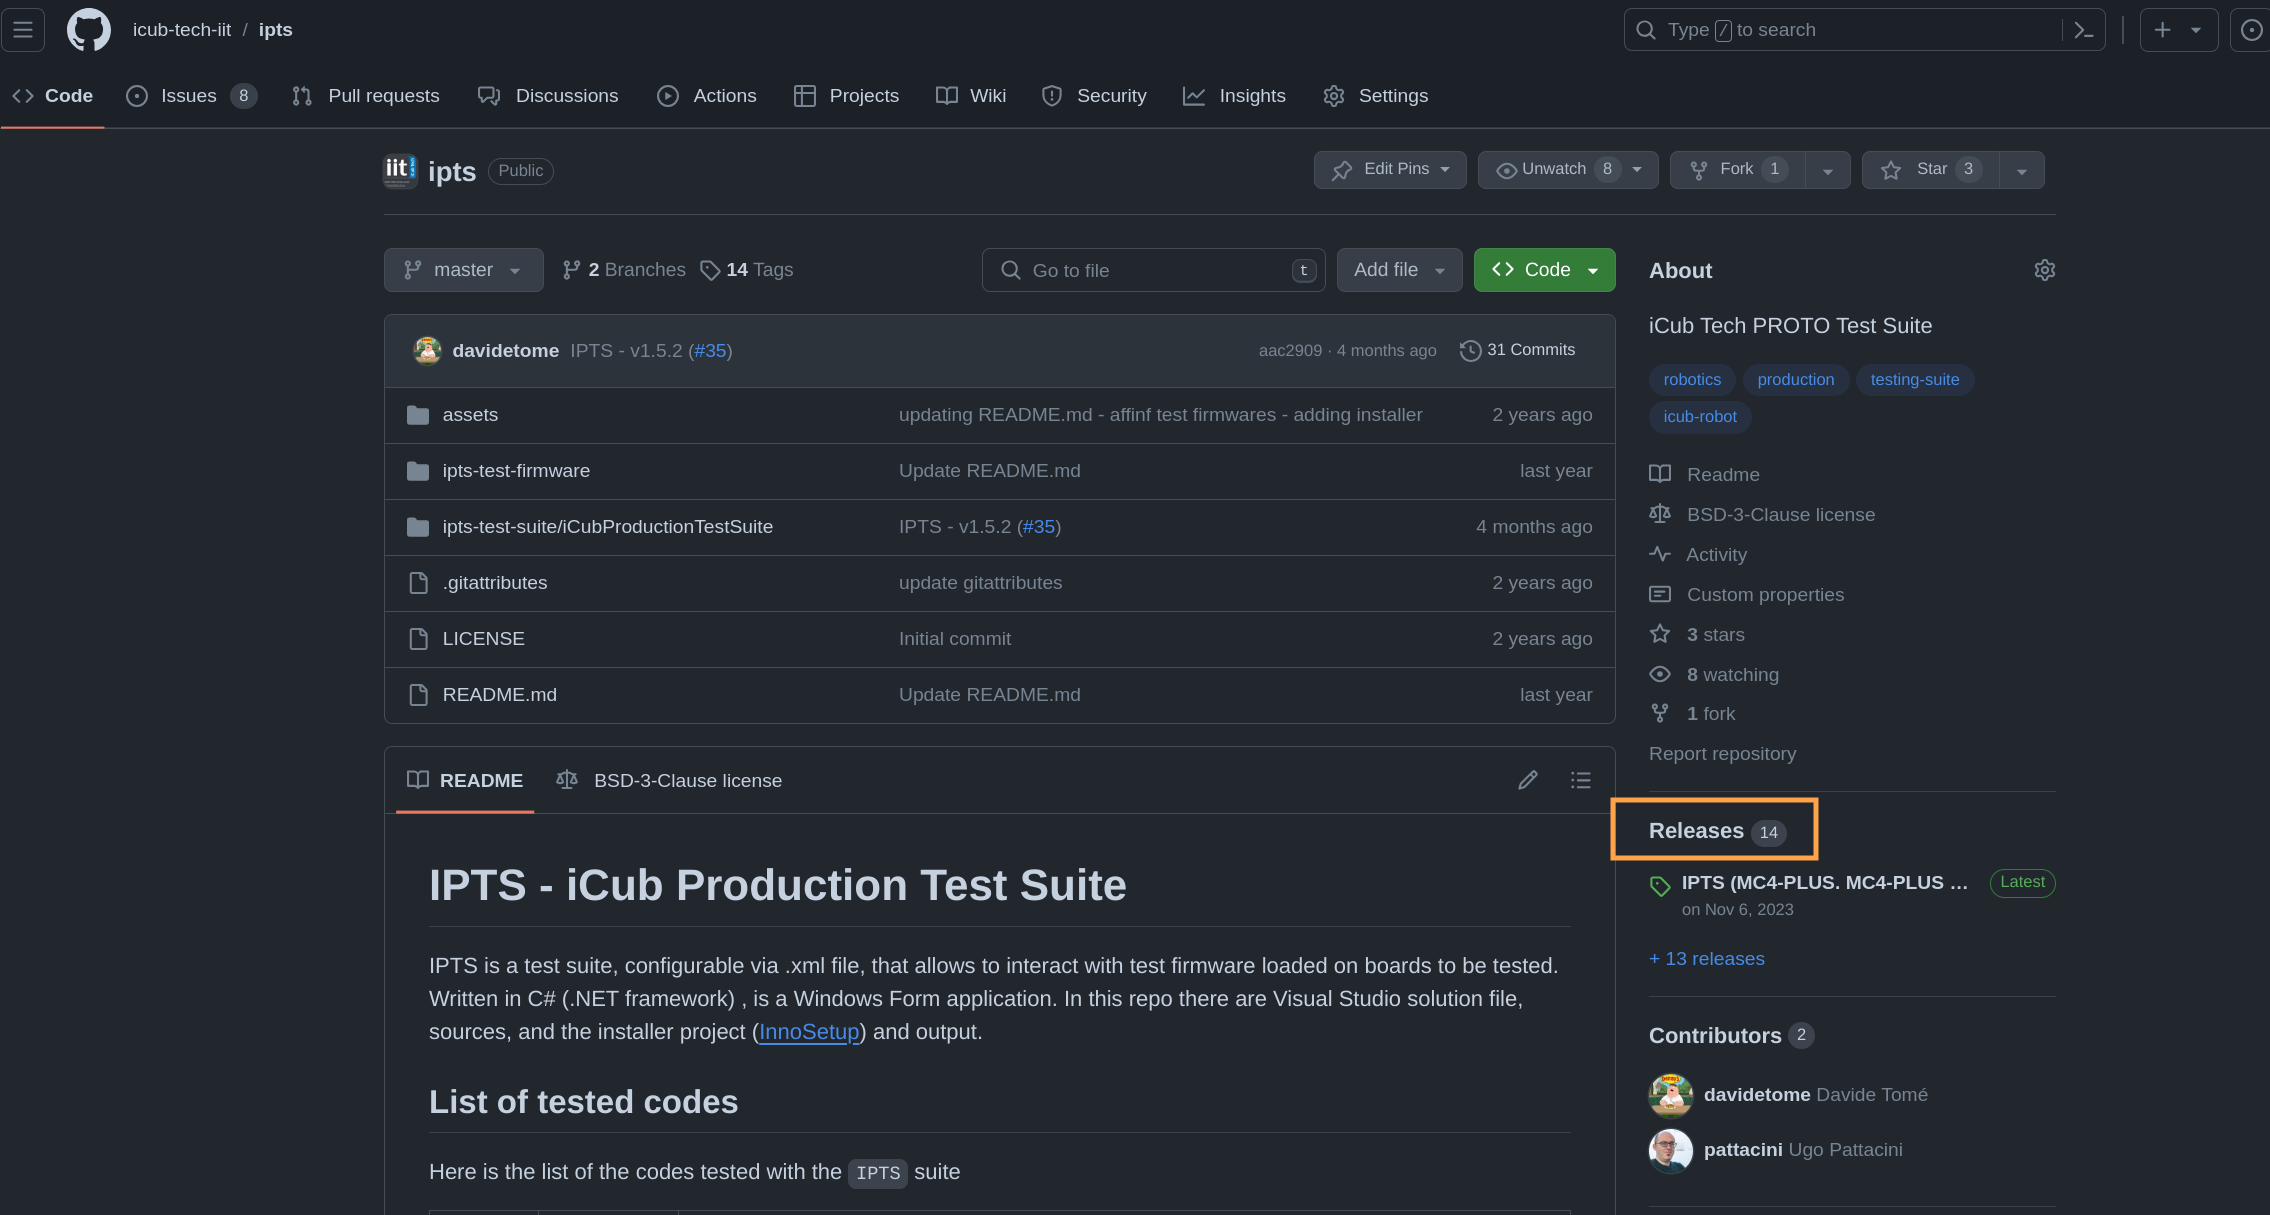 icub-tech-iit / ipts
Type / to search
Code Issues 8 Pull requests Discussions Actions Projects Wiki Security Insights Settings
iit ipts Public
Edit Pins Unwatch 8 Fork 1 Star 3
master 2 Branches 14 Tags
Go to file t Add file Code
davidetome IPTS - v1.5.2 (#35) aac2909 · 4 months ago 31 Commits
assets updating README.md - affinf test firmwares - adding installer 2 years ago
ipts-test-firmware Update README.md last year
ipts-test-suite/iCubProductionTestSuite IPTS - v1.5.2 (#35) 4 months ago
.gitattributes update gitattributes 2 years ago
LICENSE Initial commit 2 years ago
README.md Update README.md last year
README BSD-3-Clause license
IPTS - iCub Production Test Suite
IPTS is a test suite, configurable via .xml file, that allows to interact with test firmware loaded on boards to be tested.
Written in C# (.NET framework) , is a Windows Form application. In this repo there are Visual Studio solution file,
sources, and the installer project (InnoSetup) and output.
List of tested codes
Here is the list of the codes tested with the IPTS suite
About
iCub Tech PROTO Test Suite
robotics production testing-suite
icub-robot
Readme
BSD-3-Clause license
Activity
Custom properties
3 stars
8 watching
1 fork
Report repository
Releases 14
IPTS (MC4-PLUS. MC4-PLUS ... Latest
on Nov 6, 2023
+ 13 releases
Contributors 2
davidetome Davide Tomé
pattacini Ugo Pattacini